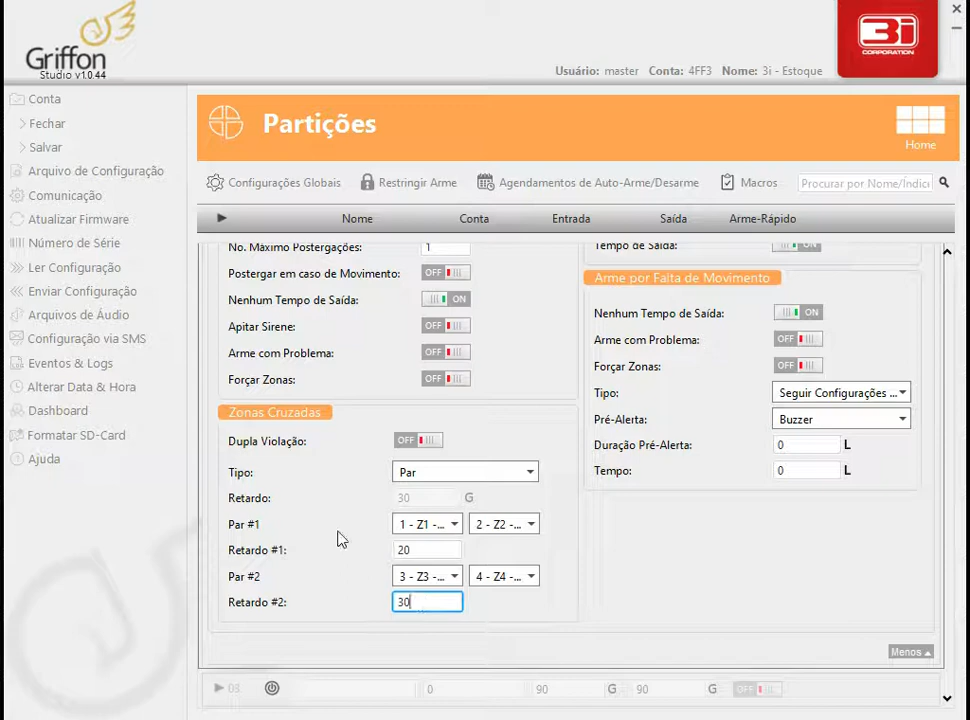 Griffon
Studio v1.0.44
Usuário: master Conta: 4FF3 Nome: 3i - Estoque
3i
CORPORATION
Conta
Fechar
Salvar
Arquivo de Configuração
Comunicação
Atualizar Firmware
Número de Série
Ler Configuração
Enviar Configuração
Arquivos de Áudio
Configuração via SMS
Eventos & Logs
Alterar Data & Hora
Dashboard
Formatar SD-Card
Ajuda
Partições
Home
Configurações Globais Restringir Arme Agendamentos de Auto-Arme/Desarme Macros Procurar por Nome/Índice
Nome Conta Entrada Saída Arme-Rápido
No. Máximo Postergações: 1
Postergar em caso de Movimento: OFF
Nenhum Tempo de Saída: ON
Apitar Sirene: OFF
Arme com Problema: OFF
Forçar Zonas: OFF
Zonas Cruzadas
Dupla Violação: OFF
Tipo: Par
Retardo: 30 G
Par #1 1 - Z1 -... 2 - Z2 -...
Retardo #1: 20
Par #2 3 - Z3 -... 4 - Z4 -...
Retardo #2: 30
Tempo de Saída: ON
Arme por Falta de Movimento
Nenhum Tempo de Saída: ON
Arme com Problema: OFF
Forçar Zonas: OFF
Tipo: Seguir Configurações ...
Pré-Alerta: Buzzer
Duração Pré-Alerta: 0 L
Tempo: 0 L
Menos
03 0 90 G 90 G OFF